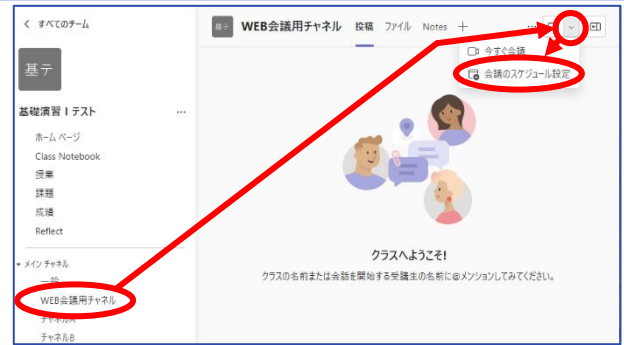 すべてのチーム
基テ
基礎演習 I テスト ...
ホーム ページ
Class Notebook
授業
課題
成績
Reflect
メイン チャネル
一般
WEB会議用チャネル
チャネルA
チャネルB
基テ WEB会議用チャネル 投稿 ファイル Notes + ...
今すぐ会議
会議のスケジュール設定
クラスへようこそ!
クラスの名前または会話を開始する受講生の名前に@メンションしてみてください。